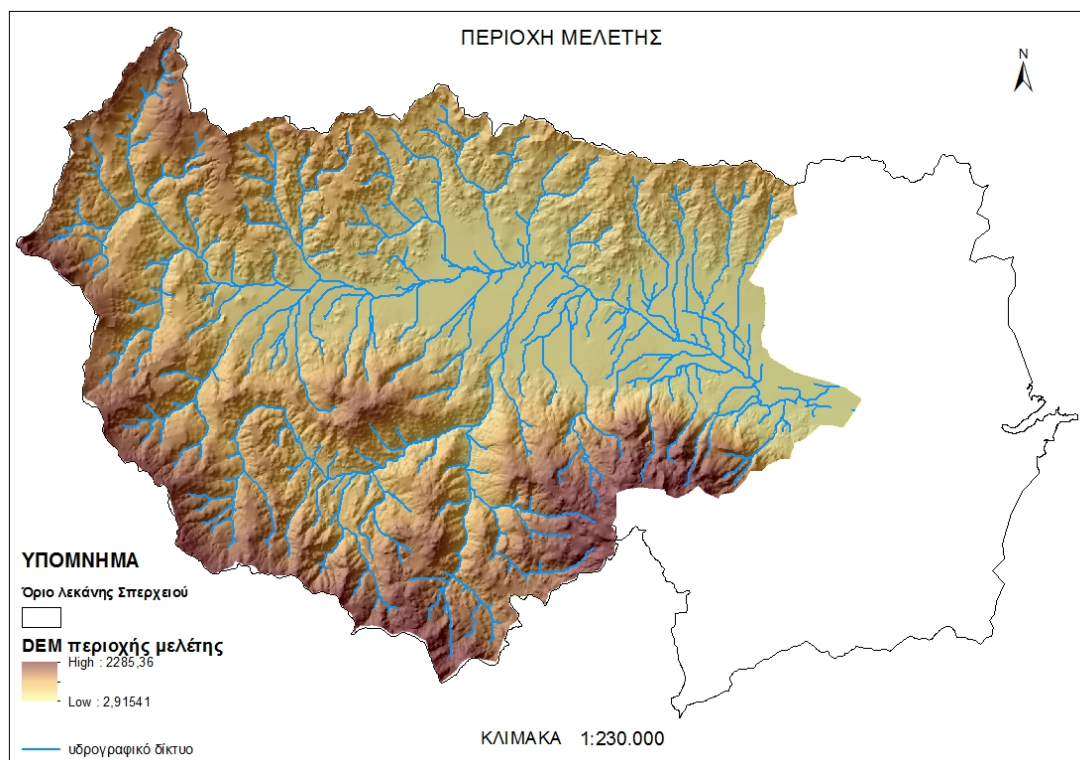 ΠΕΡΙΟΧΗ ΜΕΛΕΤΗΣ
N
ΥΠΟΜΝΗΜΑ
Όριο λεκάνης Σπερχειού
DEM περιοχής μελέτης
High : 2285,36
Low : 2,91541
υδρογραφικό δίκτυο
ΚΛΙΜΑΚΑ 1:230.000